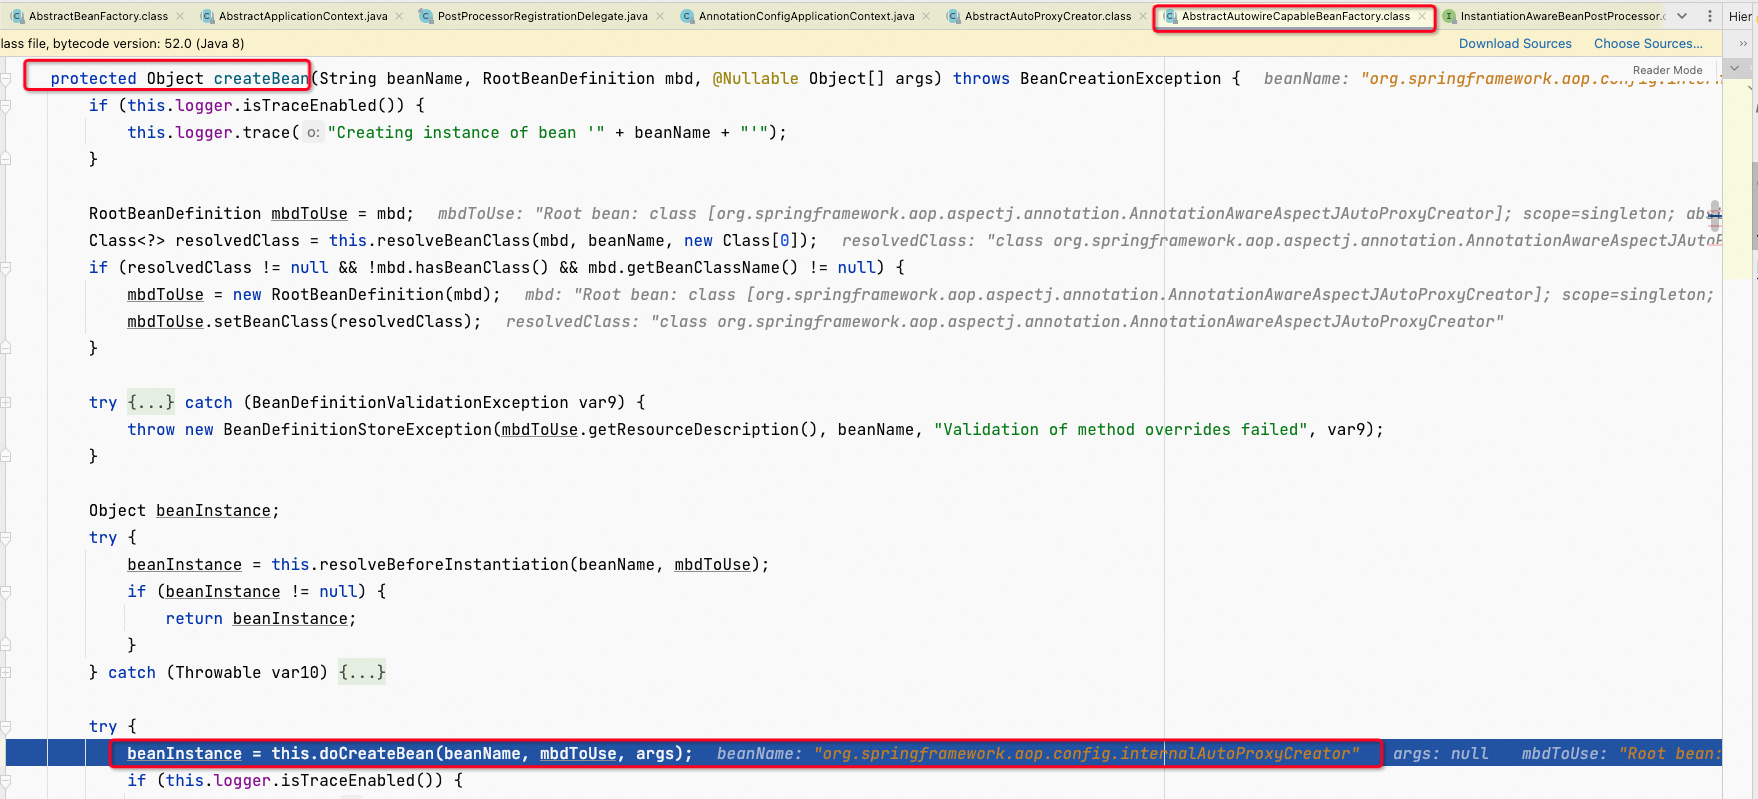 AbstractBeanFactory.class AbstractApplicationContext.java PostProcessorRegistrationDelegate.java AnnotationConfigApplicationContext.java AbstractAutoProxyCreator.class AbstractAutowireCapableBeanFactory.class InstantiationAwareBeanPostProcessor.c Hier
lass file, bytecode version: 52.0 (Java 8) Download Sources Choose Sources...
Reader Mode
protected Object createBean(String beanName, RootBeanDefinition mbd, @Nullable Object[] args) throws BeanCreationException { beanName: "org.springframework.aop.config.intern
if (this.logger.isTraceEnabled()) {
this.logger.trace( o: "Creating instance of bean '" + beanName + "'");
}
RootBeanDefinition mbdToUse = mbd; mbdToUse: "Root bean: class [org.springframework.aop.aspectj.annotation.AnnotationAwareAspectJAutoProxyCreator]; scope=singleton; abs
Class<?> resolvedClass = this.resolveBeanClass(mbd, beanName, new Class[0]); resolvedClass: "class org.springframework.aop.aspectj.annotation.AnnotationAwareAspectJAutoP
if (resolvedClass != null && !mbd.hasBeanClass() && mbd.getBeanClassName() != null) {
mbdToUse = new RootBeanDefinition(mbd); mbd: "Root bean: class [org.springframework.aop.aspectj.annotation.AnnotationAwareAspectJAutoProxyCreator]; scope=singleton;
mbdToUse.setBeanClass(resolvedClass); resolvedClass: "class org.springframework.aop.aspectj.annotation.AnnotationAwareAspectJAutoProxyCreator"
}
try {...} catch (BeanDefinitionValidationException var9) {
throw new BeanDefinitionStoreException(mbdToUse.getResourceDescription(), beanName, "Validation of method overrides failed", var9);
}
Object beanInstance;
try {
beanInstance = this.resolveBeforeInstantiation(beanName, mbdToUse);
if (beanInstance != null) {
return beanInstance;
}
} catch (Throwable var10) {...}
try {
beanInstance = this.doCreateBean(beanName, mbdToUse, args); beanName: "org.springframework.aop.config.internalAutoProxyCreator" args: null mbdToUse: "Root bean:
if (this.logger.isTraceEnabled()) {